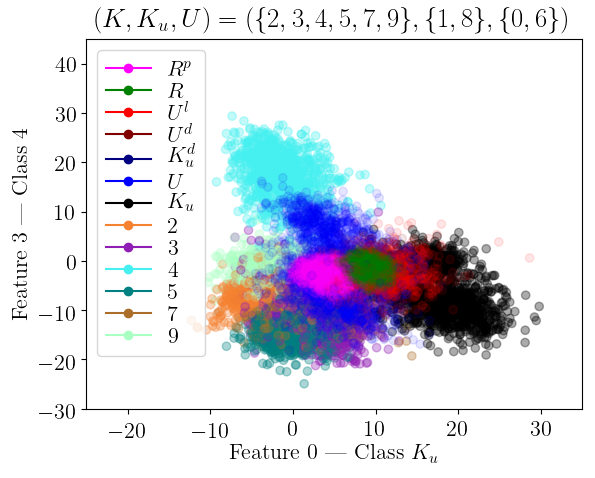 (K, K_u, U) = ({2, 3, 4, 5, 7, 9}, {1, 8}, {0, 6})
Feature 3 — Class 4
40
30
20
10
0
−10
−20
−30
R^p
R
U^l
U^d
K_u^d
U
K_u
2
3
4
5
7
9
−20
−10
0
10
20
30
Feature 0 — Class K_u